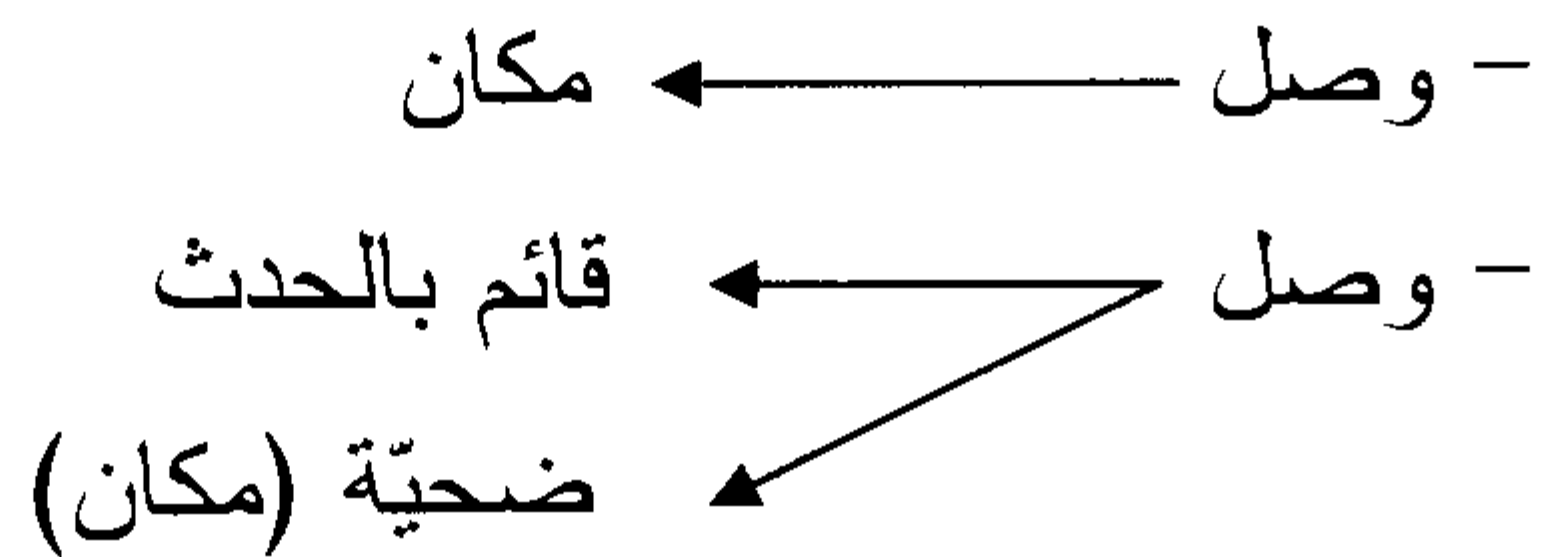 – وصل ← مكان
– وصل ← قائم بالحدث
ضحيّة (مكان)